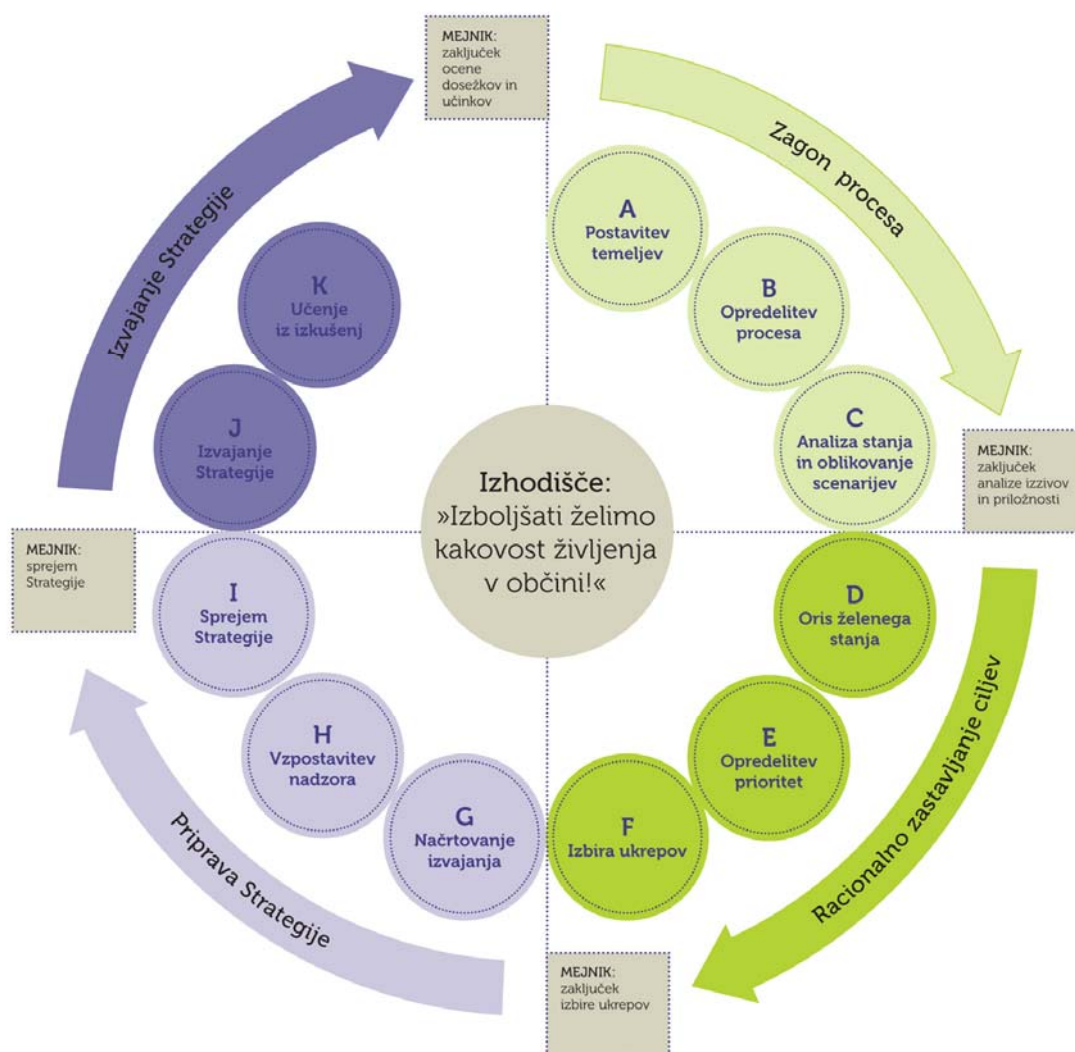 MEJNIK:
zaključek
ocene
dosežkov in
učinkov
Zagon procesa
A
Postavitev
temeljev
B
Opredelitev
procesa
C
Analiza stanja
in oblikovanje
scenarijev
MEJNIK:
zaključek
analize izzivov
in priložnosti
Izhodišče:
»Izboljšati želimo
kakovost življenja
v občini!«
D
Oris želenega
stanja
E
Opredelitev
prioritet
F
Izbira ukrepov
Racionalno zastavljanje ciljev
MEJNIK:
zaključek
izbire ukrepov
G
Načrtovanje
izvajanja
H
Vzpostavitev
nadzora
I
Sprejem
Strategije
Priprava Strategije
MEJNIK:
sprejem
Strategije
J
Izvajanje
Strategije
K
Učenje
iz izkušenj
Izvajanje Strategije